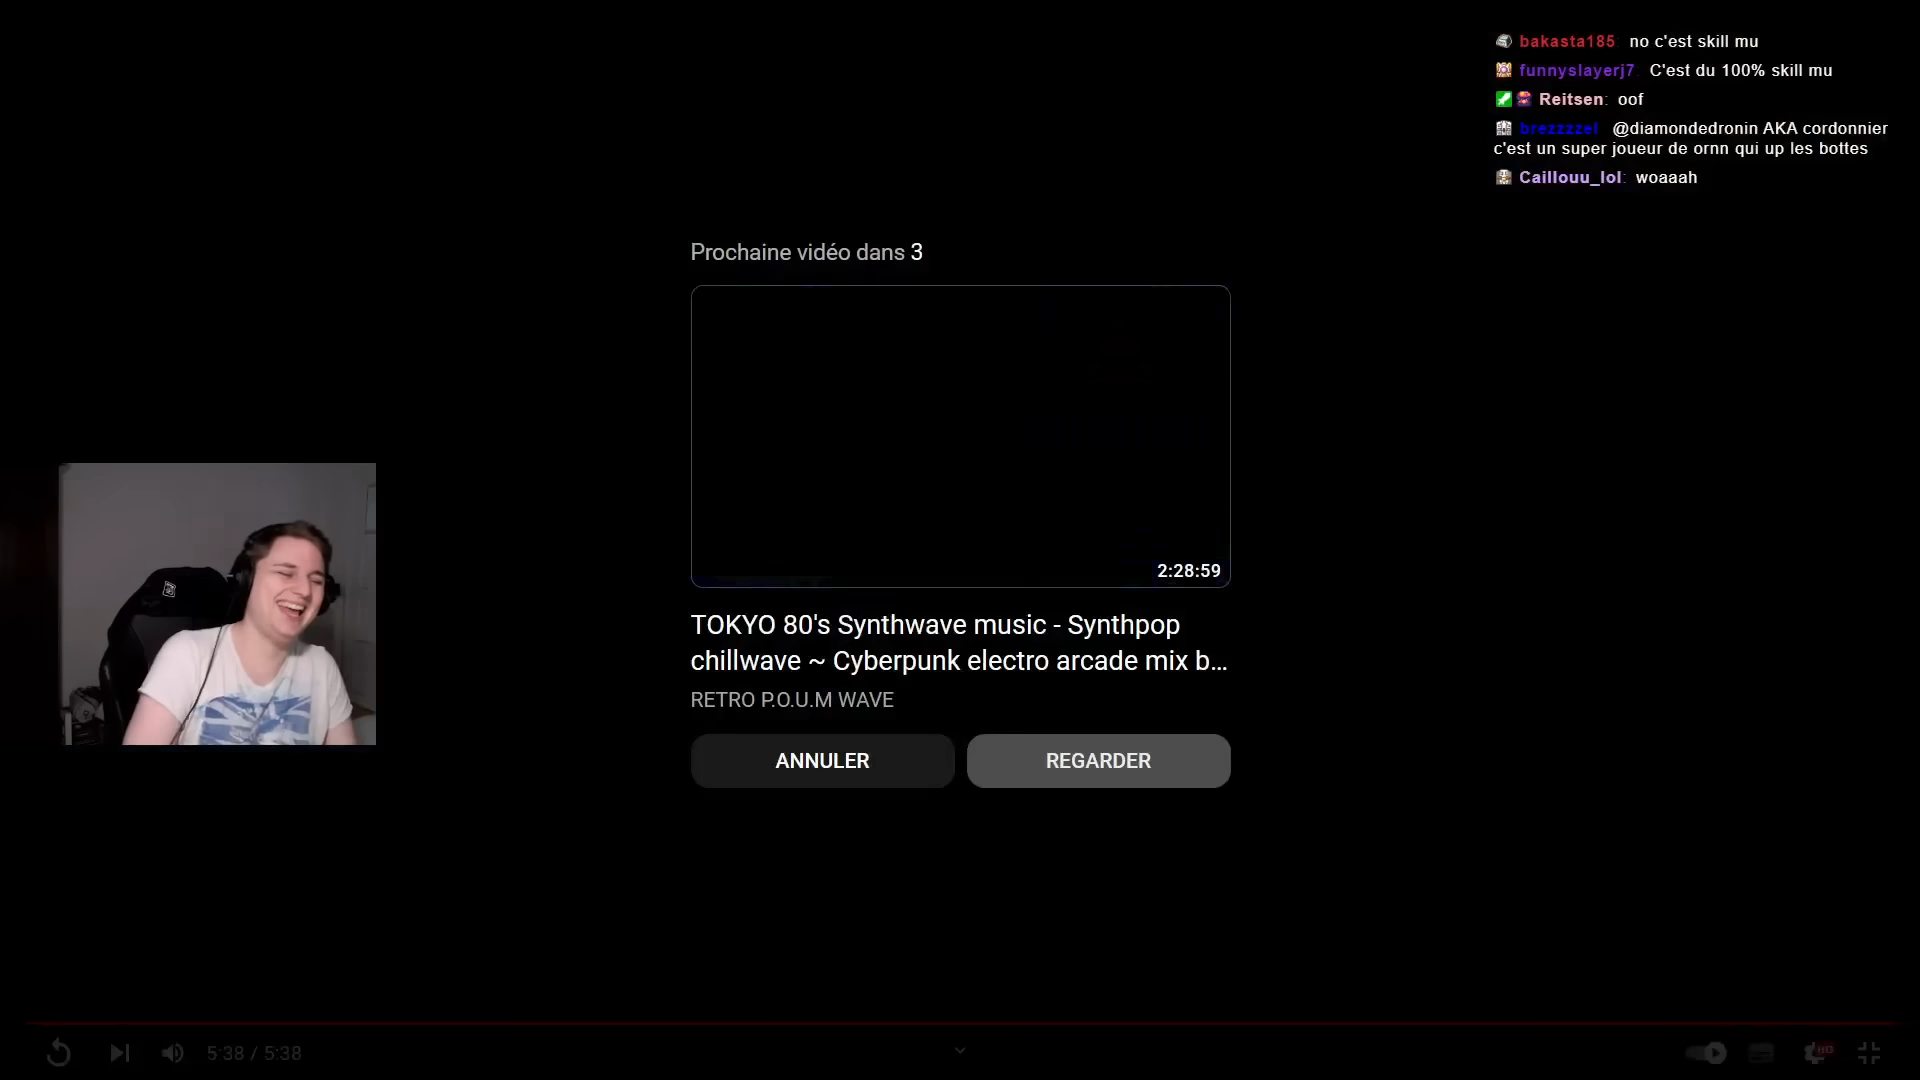 bakasta185 no c'est skill mu
funnyslayerj7 C'est du 100% skill mu
Reitsen: oof
brezzzzel @diamondedronin AKA cordonnier
c'est un super joueur de ornn qui up les bottes
Caillouu_lol: woaaah
Prochaine vidéo dans 3
2:28:59
TOKYO 80's Synthwave music - Synthpop
chillwave ~ Cyberpunk electro arcade mix b...
RETRO P.O.U.M WAVE
ANNULER
REGARDER
5:38 / 5:38
HD